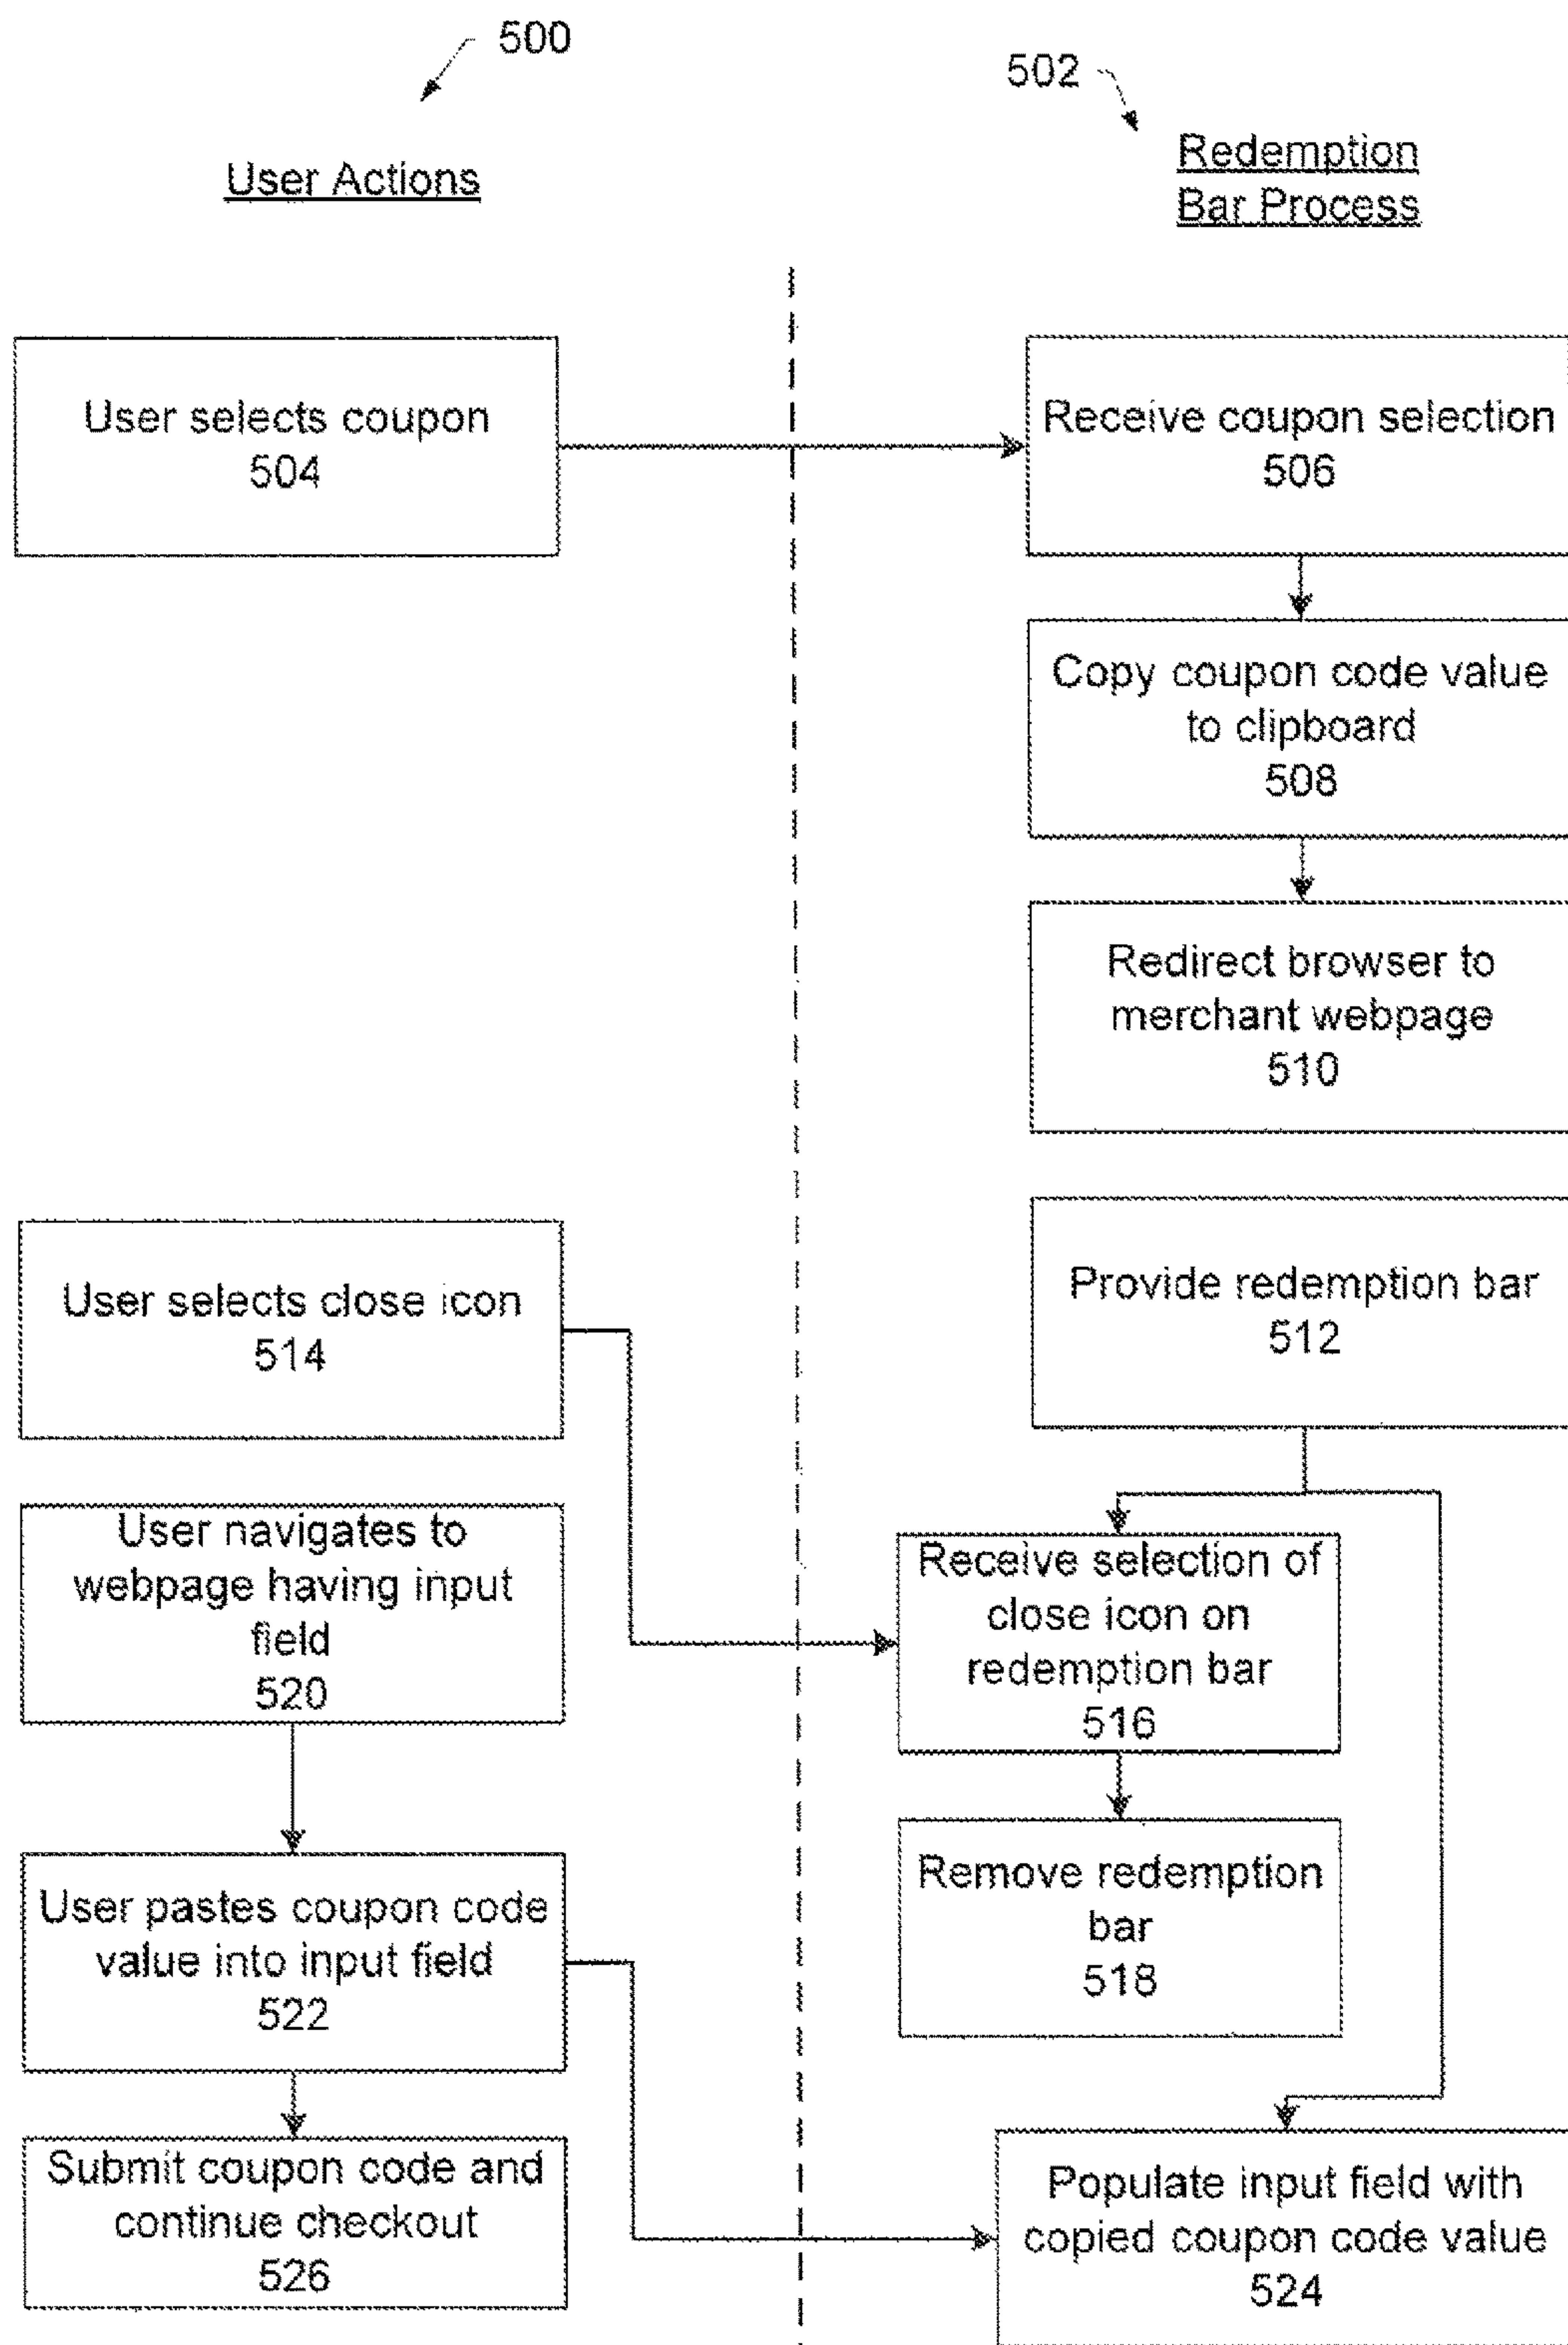 500
502
User Actions
Redemption
Bar Process
User selects coupon
504
Receive coupon selection
506
Copy coupon code value
to clipboard
508
Redirect browser to
merchant webpage
510
Provide redemption bar
512
User selects close icon
514
User navigates to
webpage having input
field
520
Receive selection of
close icon on
redemption bar
516
Remove redemption
bar
518
User pastes coupon code
value into input field
522
Submit coupon code and
continue checkout
526
Populate input field with
copied coupon code value
524